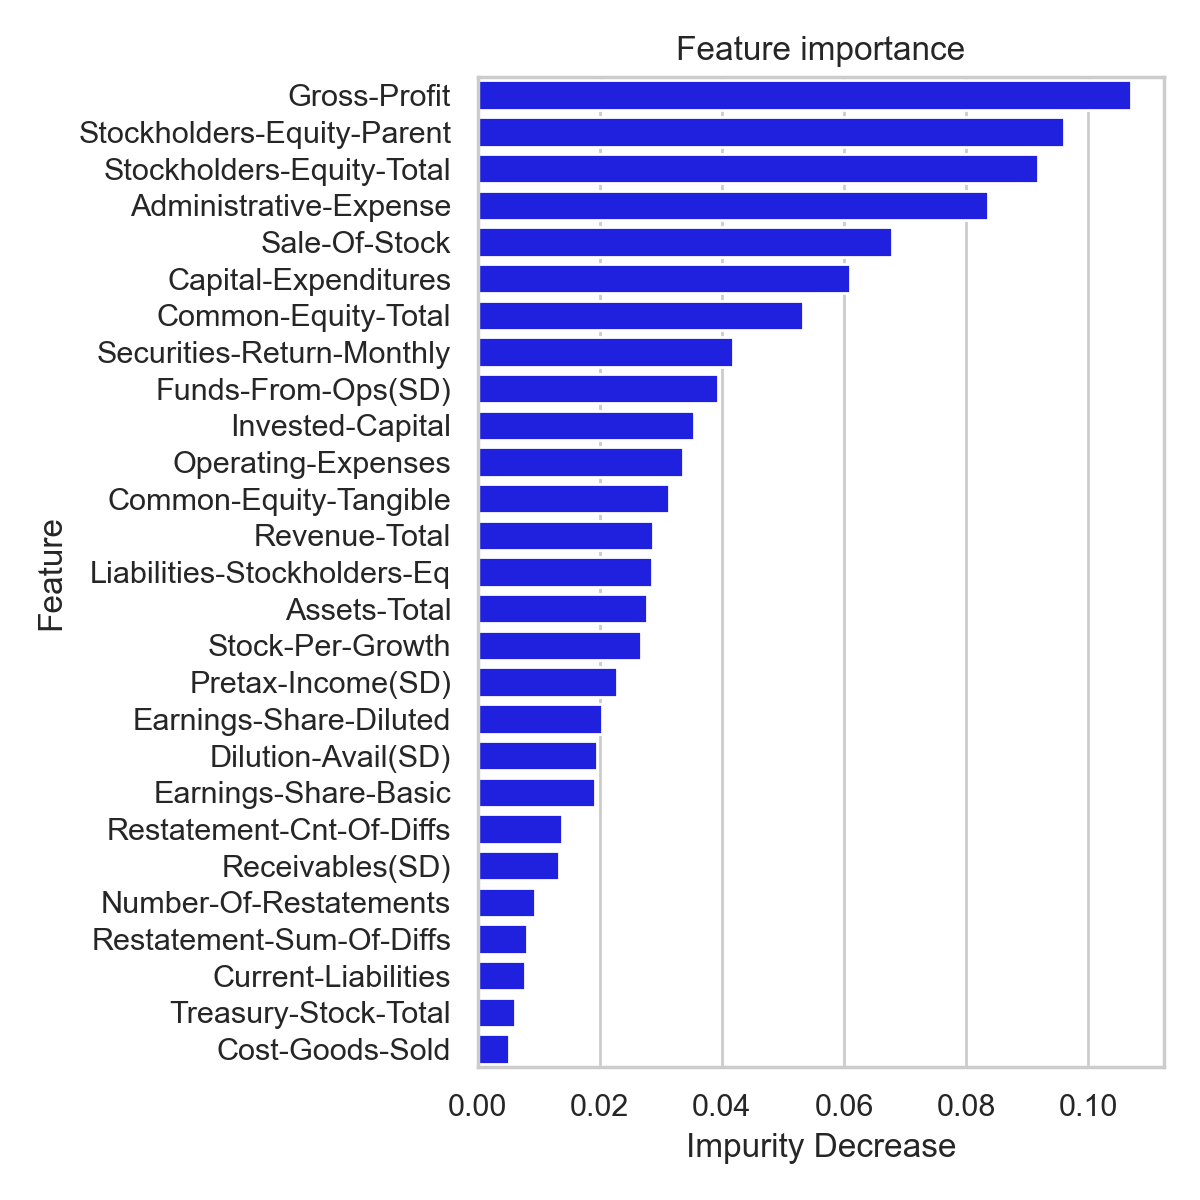 Feature importance
Gross-Profit
Stockholders-Equity-Parent
Stockholders-Equity-Total
Administrative-Expense
Sale-Of-Stock
Capital-Expenditures
Common-Equity-Total
Securities-Return-Monthly
Funds-From-Ops(SD)
Invested-Capital
Operating-Expenses
Common-Equity-Tangible
Revenue-Total
Liabilities-Stockholders-Eq
Assets-Total
Stock-Per-Growth
Pretax-Income(SD)
Earnings-Share-Diluted
Dilution-Avail(SD)
Earnings-Share-Basic
Restatement-Cnt-Of-Diffs
Receivables(SD)
Number-Of-Restatements
Restatement-Sum-Of-Diffs
Current-Liabilities
Treasury-Stock-Total
Cost-Goods-Sold
Feature
0.00 0.02 0.04 0.06 0.08 0.10
Impurity Decrease